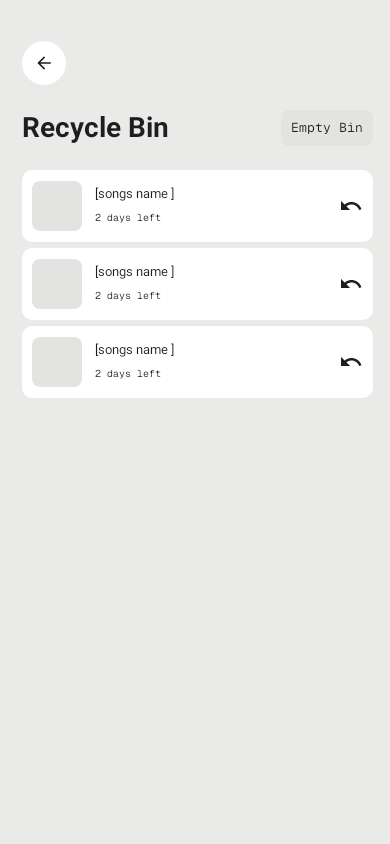 Recycle Bin
Empty Bin
[songs name ]
2 days left
[songs name ]
2 days left
[songs name ]
2 days left